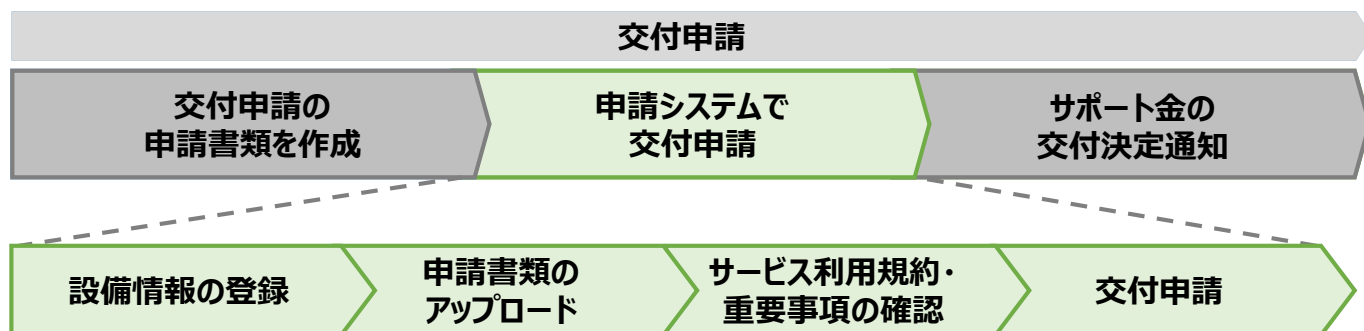 交付申請
交付申請の
申請書類を作成
申請システムで
交付申請
サポート金の
交付決定通知
設備情報の登録
申請書類の
アップロード
サービス利用規約・
重要事項の確認
交付申請